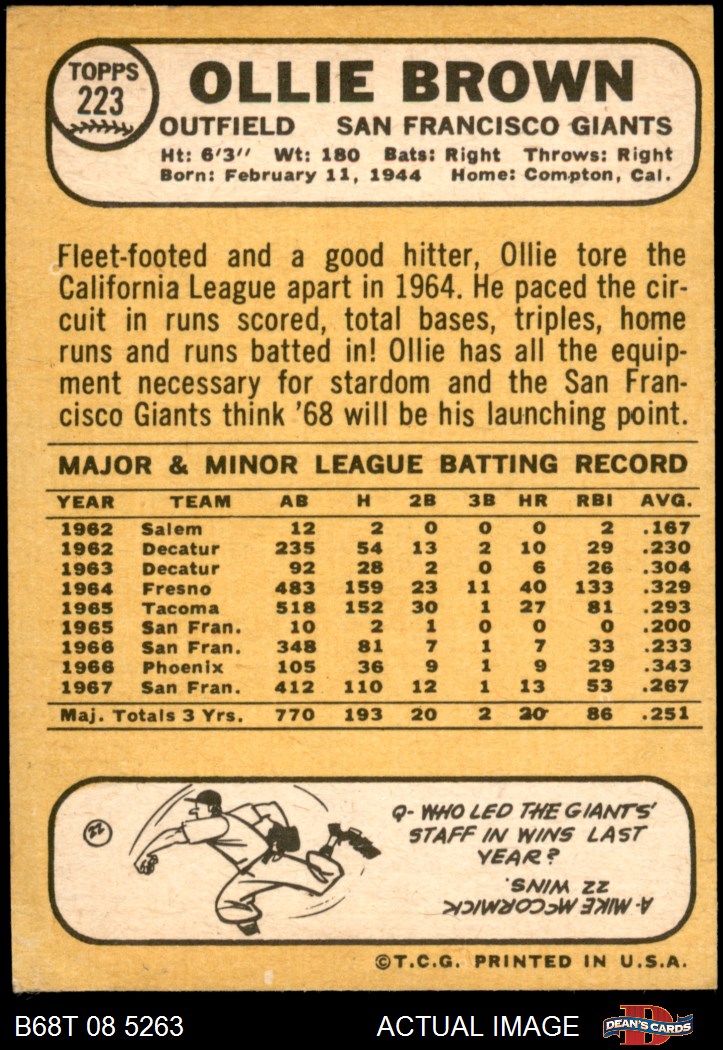 TOPPS
223
OLLIE BROWN
OUTFIELD SAN FRANCISCO GIANTS
Ht: 6'3" Wt: 180 Bats: Right Throws: Right
Born: February 11, 1944 Home: Compton, Cal.
Fleet-footed and a good hitter, Ollie tore the
California League apart in 1964. He paced the cir-
cuit in runs scored, total bases, triples, home
runs and runs batted in! Ollie has all the equip-
ment necessary for stardom and the San Fran-
cisco Giants think '68 will be his launching point.
MAJOR & MINOR LEAGUE BATTING RECORD
YEAR TEAM AB H 2B 3B HR RBI AVG.
1962 Salem 12 2 0 0 0 2 .167
1962 Decatur 235 54 13 2 10 29 .230
1963 Decatur 92 28 2 0 6 26 .304
1964 Fresno 483 159 23 11 40 133 .329
1965 Tacoma 518 152 30 1 27 81 .293
1965 San Fran. 10 2 1 0 0 0 .200
1966 San Fran. 348 81 7 1 7 33 .233
1966 Phoenix 105 36 9 1 9 29 .343
1967 San Fran. 412 110 12 1 13 53 .267
Maj. Totals 3 Yrs. 770 193 20 2 20 86 .251
22
Q- WHO LED THE GIANTS'
STAFF IN WINS LAST
YEAR?
A- MIKE McCORMICK
22 WINS.
©T.C.G. PRINTED IN U.S.A.
B68T 08 5263 ACTUAL IMAGE
D
DEAN'S CARDS